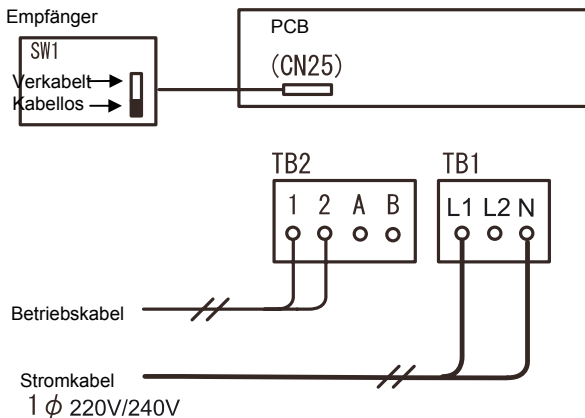 Empfänger
PCB
SW1
(CN25)
Verkabelt
Kabellos
TB2
TB1
1 2 A B
L1 L2 N
Betriebskabel
Stromkabel
1 ϕ 220V/240V